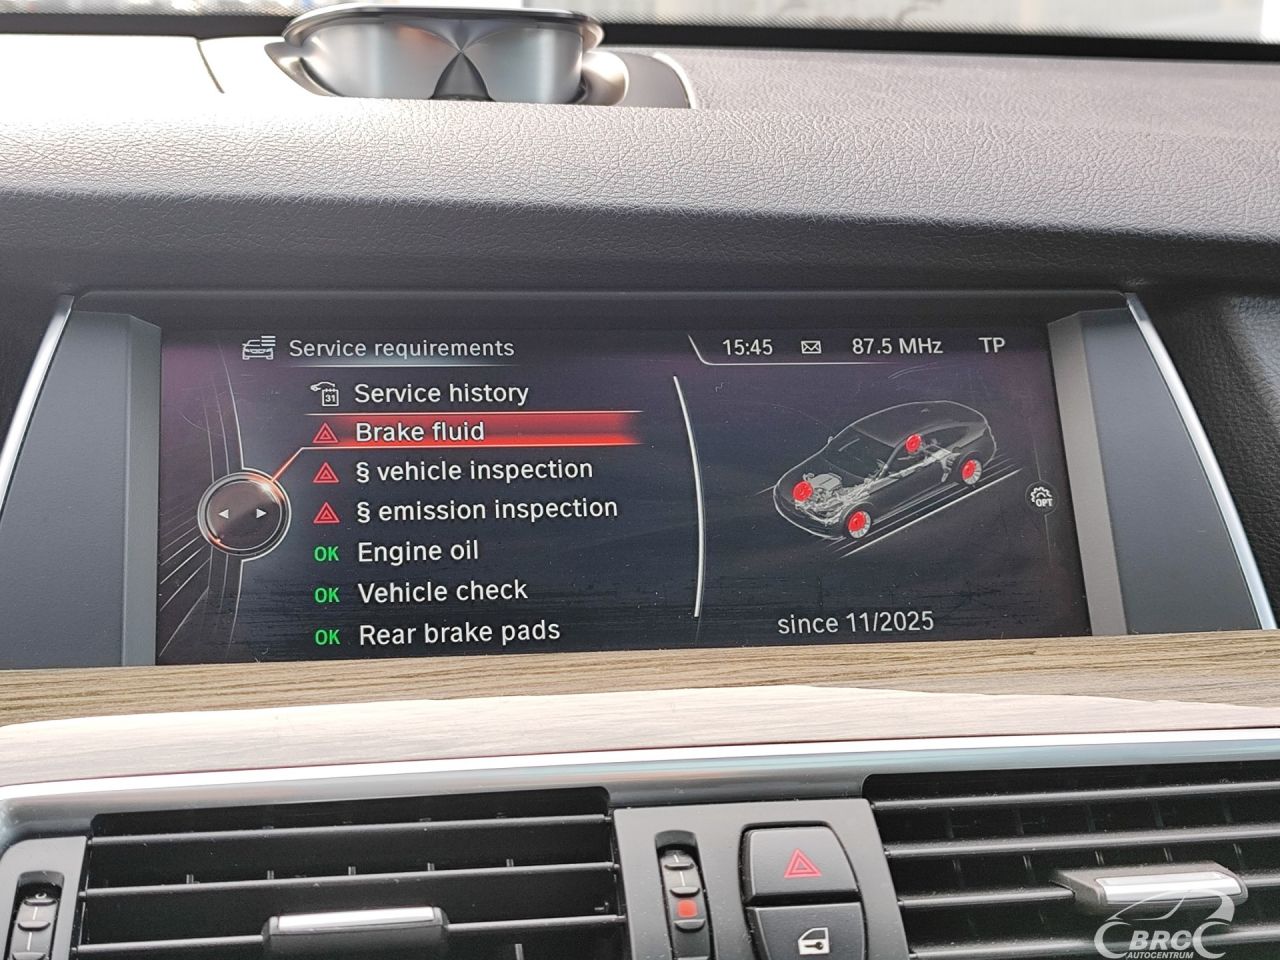 Service requirements
15:45 87.5 MHz TP
31 Service history
Brake fluid
§ vehicle inspection
§ emission inspection
OPT
OK Engine oil
OK Vehicle check
OK Rear brake pads
since 11/2025
BRC
AUTOCENTRUM